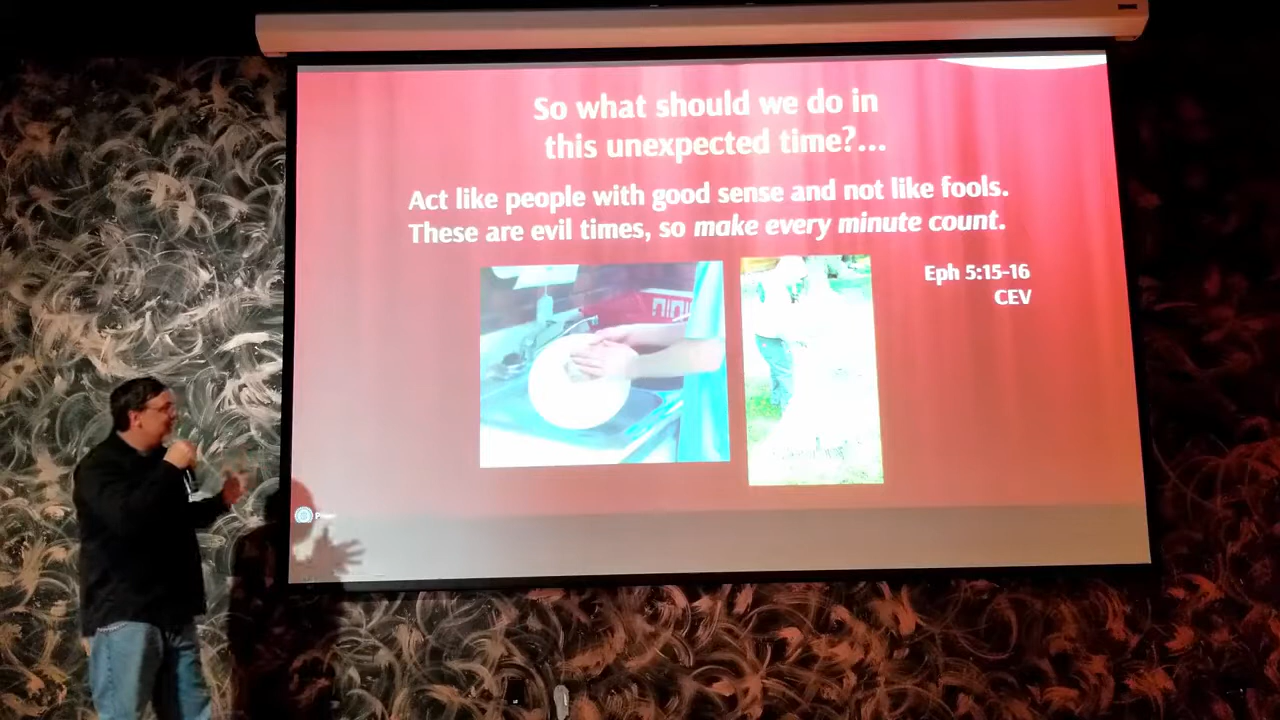 So what should we do in
this unexpected time?...
Act like people with good sense and not like fools.
These are evil times, so make every minute count.
Eph 5:15-16
CEV